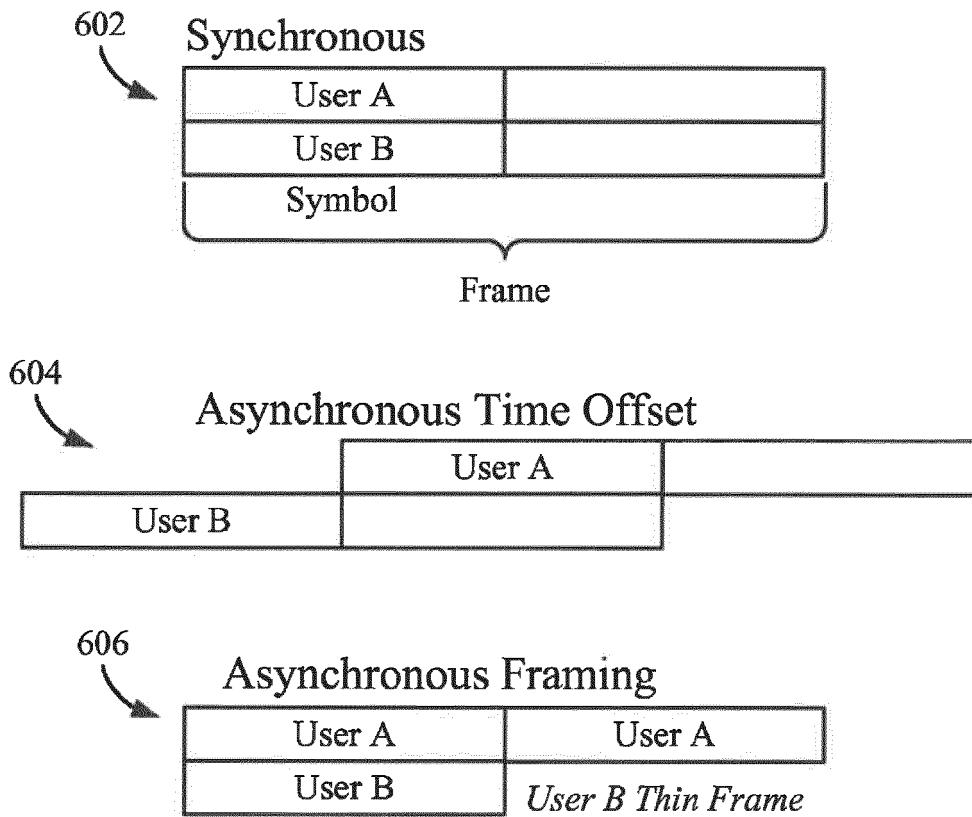 602
Synchronous
User A
User B
Symbol
Frame
604
Asynchronous Time Offset
User A
User B
606
Asynchronous Framing
User A User A
User B User B Thin Frame